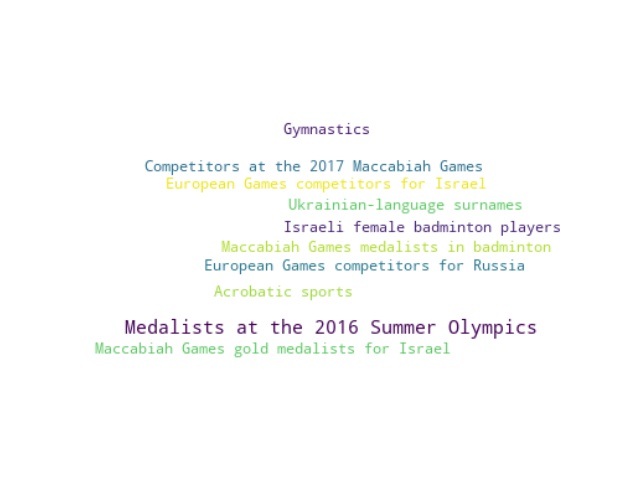 Gymnastics
Competitors at the 2017 Maccabiah Games
European Games competitors for Israel
Ukrainian-language surnames
Israeli female badminton players
Maccabiah Games medalists in badminton
European Games competitors for Russia
Acrobatic sports
Medalists at the 2016 Summer Olympics
Maccabiah Games gold medalists for Israel